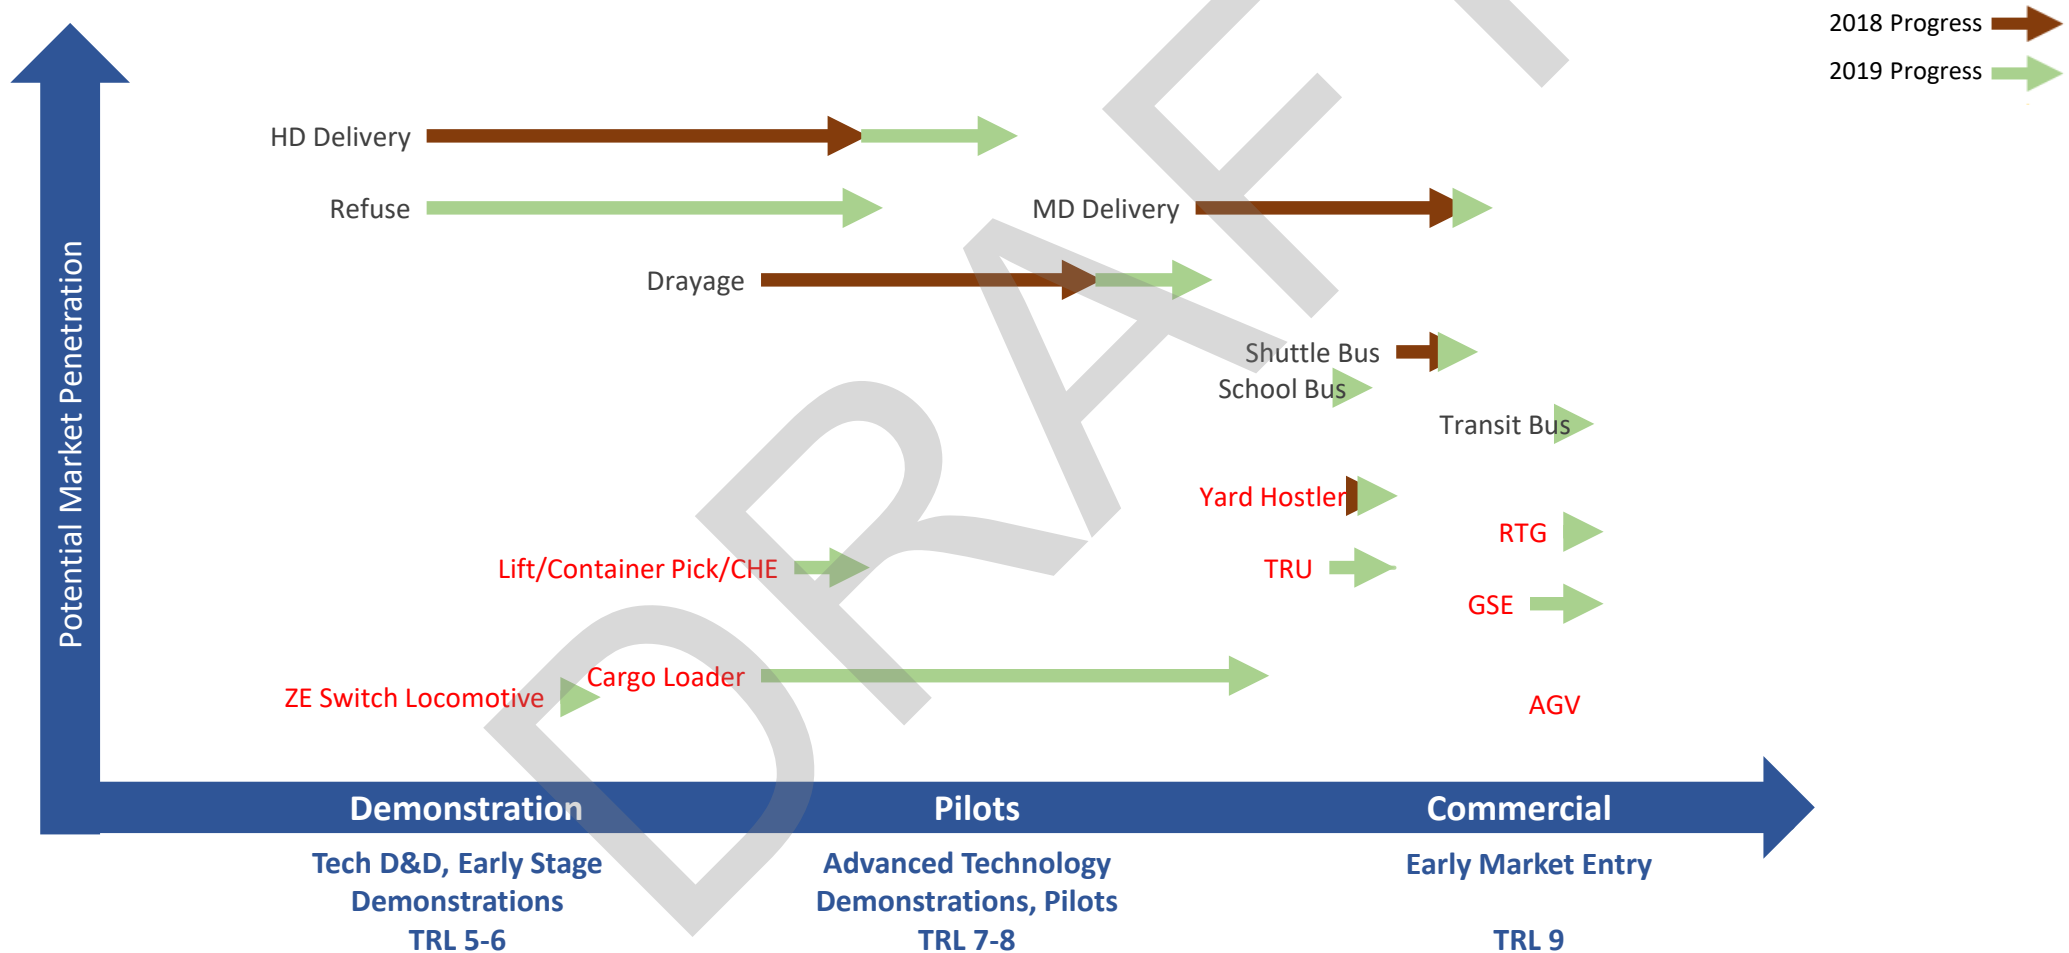 2018 Progress
2019 Progress
Potential Market Penetration
HD Delivery
Refuse
MD Delivery
Drayage
Shuttle Bus
School Bus
Transit Bus
Yard Hostler
RTG
Lift/Container Pick/CHE
TRU
GSE
Cargo Loader
ZE Switch Locomotive
AGV
DRAFT
Demonstration
Pilots
Commercial
Tech D&D, Early Stage
Demonstrations
TRL 5-6
Advanced Technology
Demonstrations, Pilots
TRL 7-8
Early Market Entry
TRL 9